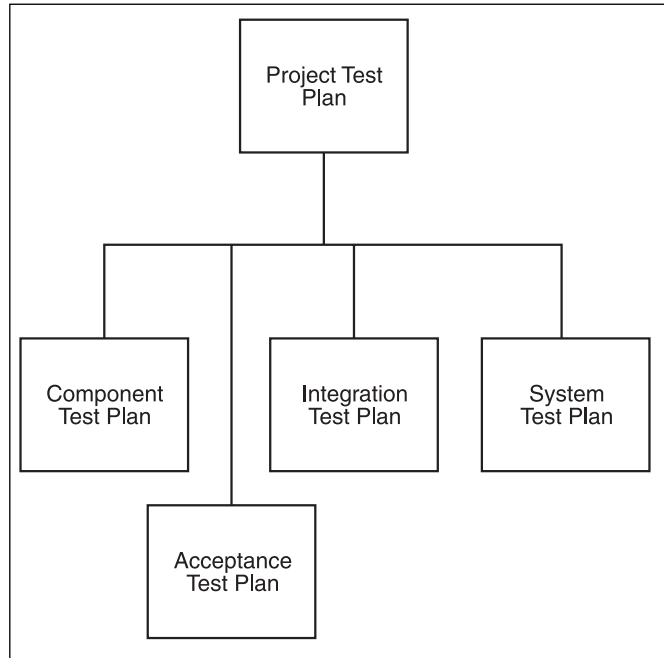 Project Test
Plan
Component
Test Plan
Integration
Test Plan
System
Test Plan
Acceptance
Test Plan